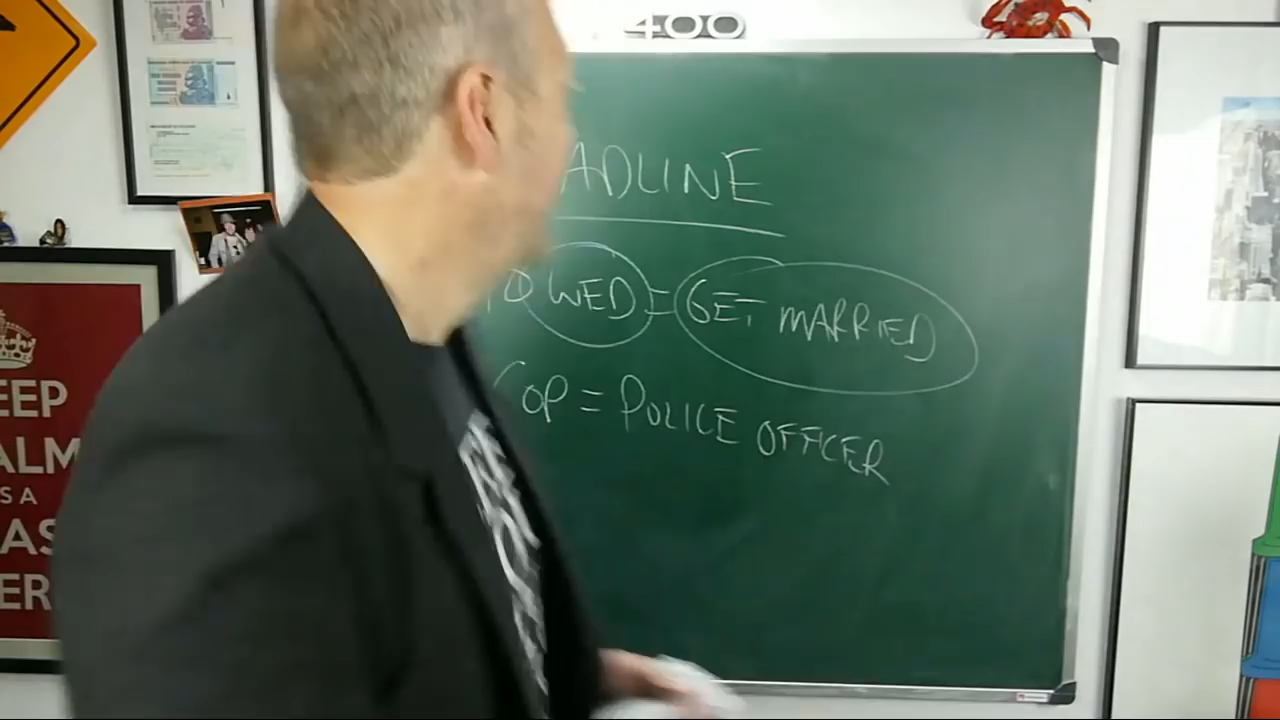 400
ADLINE
TO WED = GET MARRIED
COP = POLICE OFFICER
EEP
ALM
S A
AS
ER